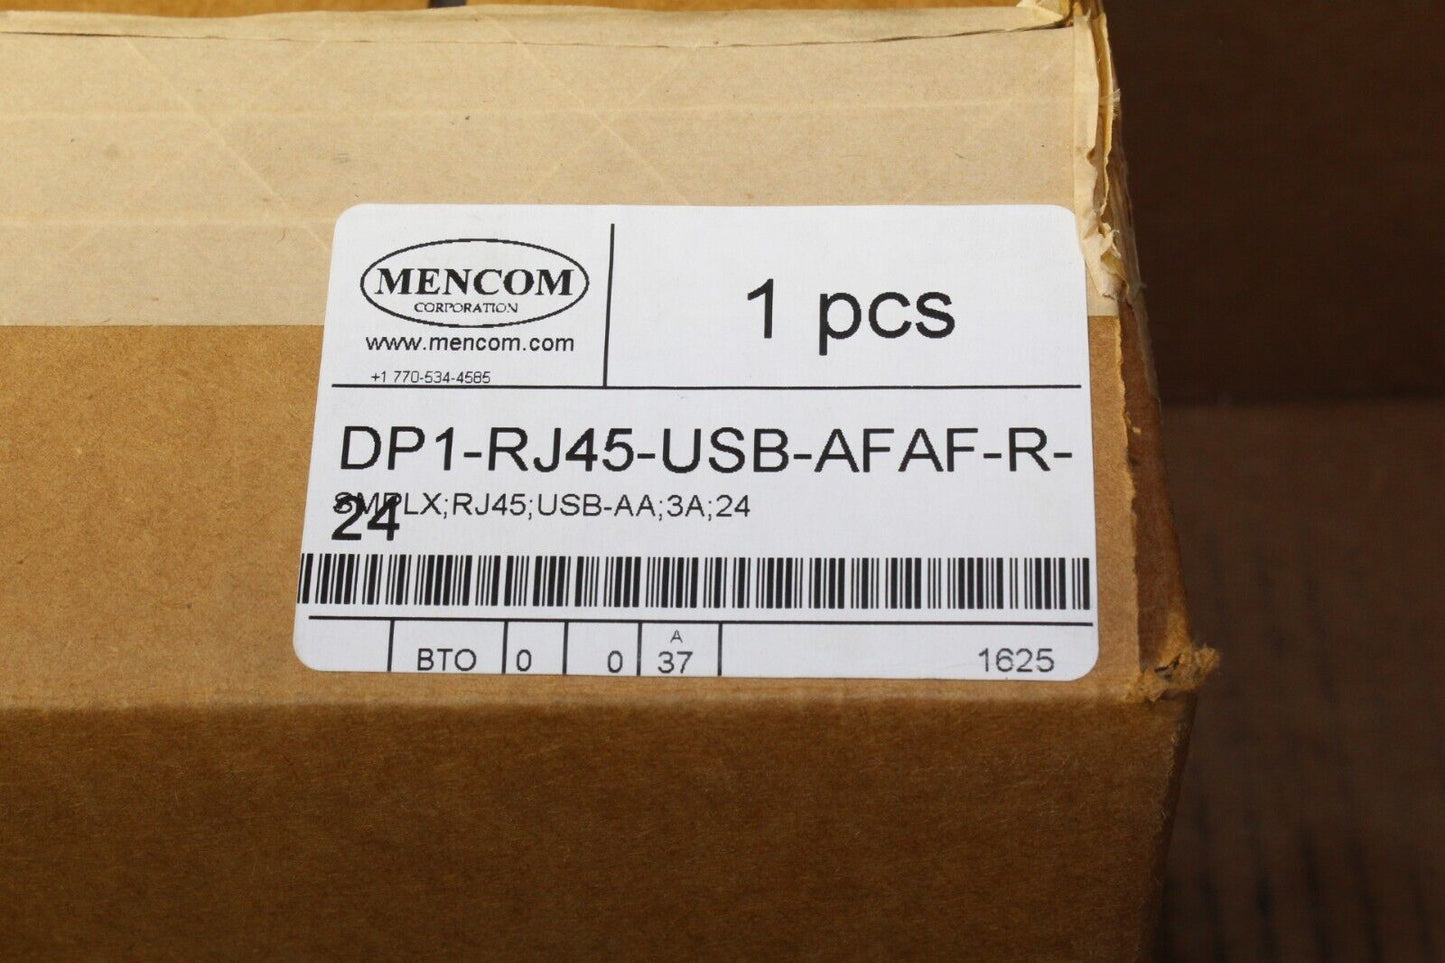 MENCOM
CORPORATION
www.mencom.com
+1 770-534-4585
1 pcs
DP1-RJ45-USB-AFAF-R-
24
SMPLX;RJ45;USB-AA;3A;24
BTO 0 0 A 37 1625